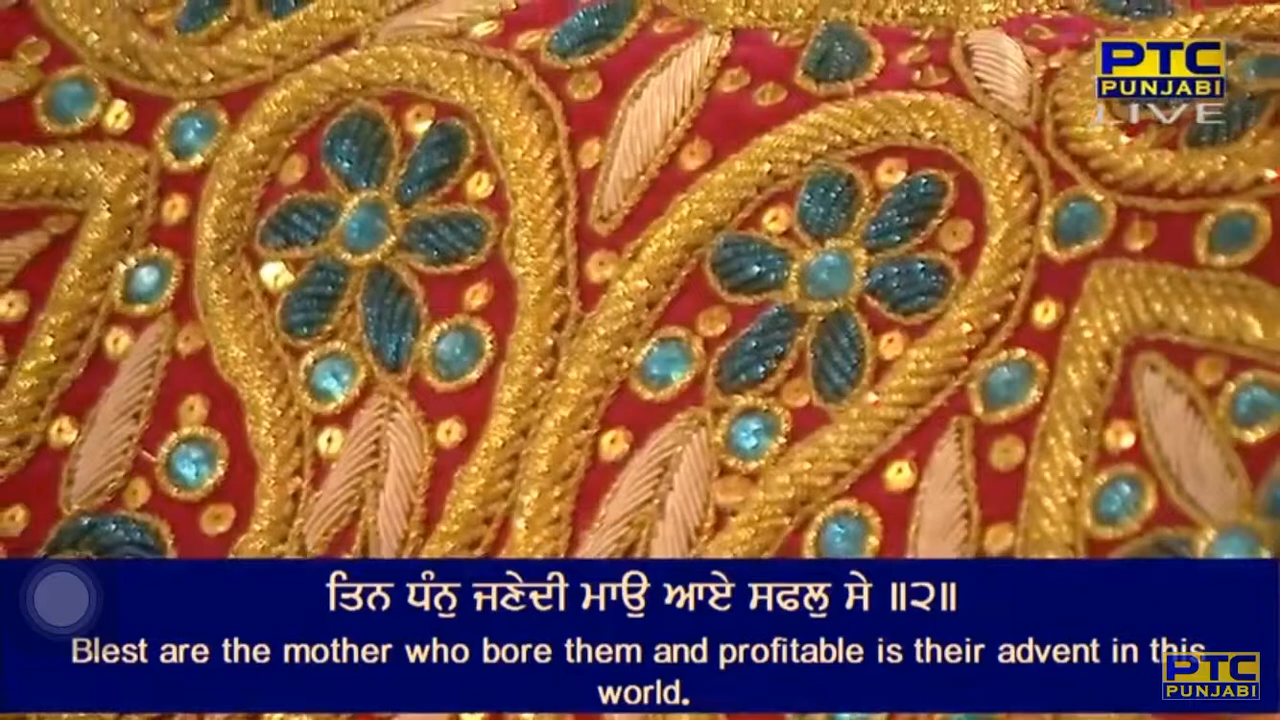 PTC
PUNJABI
LIVE
ਤਿਨ ਧੰਨੁ ਜਣੇਦੀ ਮਾਉ ਆਏ ਸਫਲੁ ਸੇ ॥੨॥
Blest are the mother who bore them and profitable is their advent in this
world.
PTC
PUNJABI